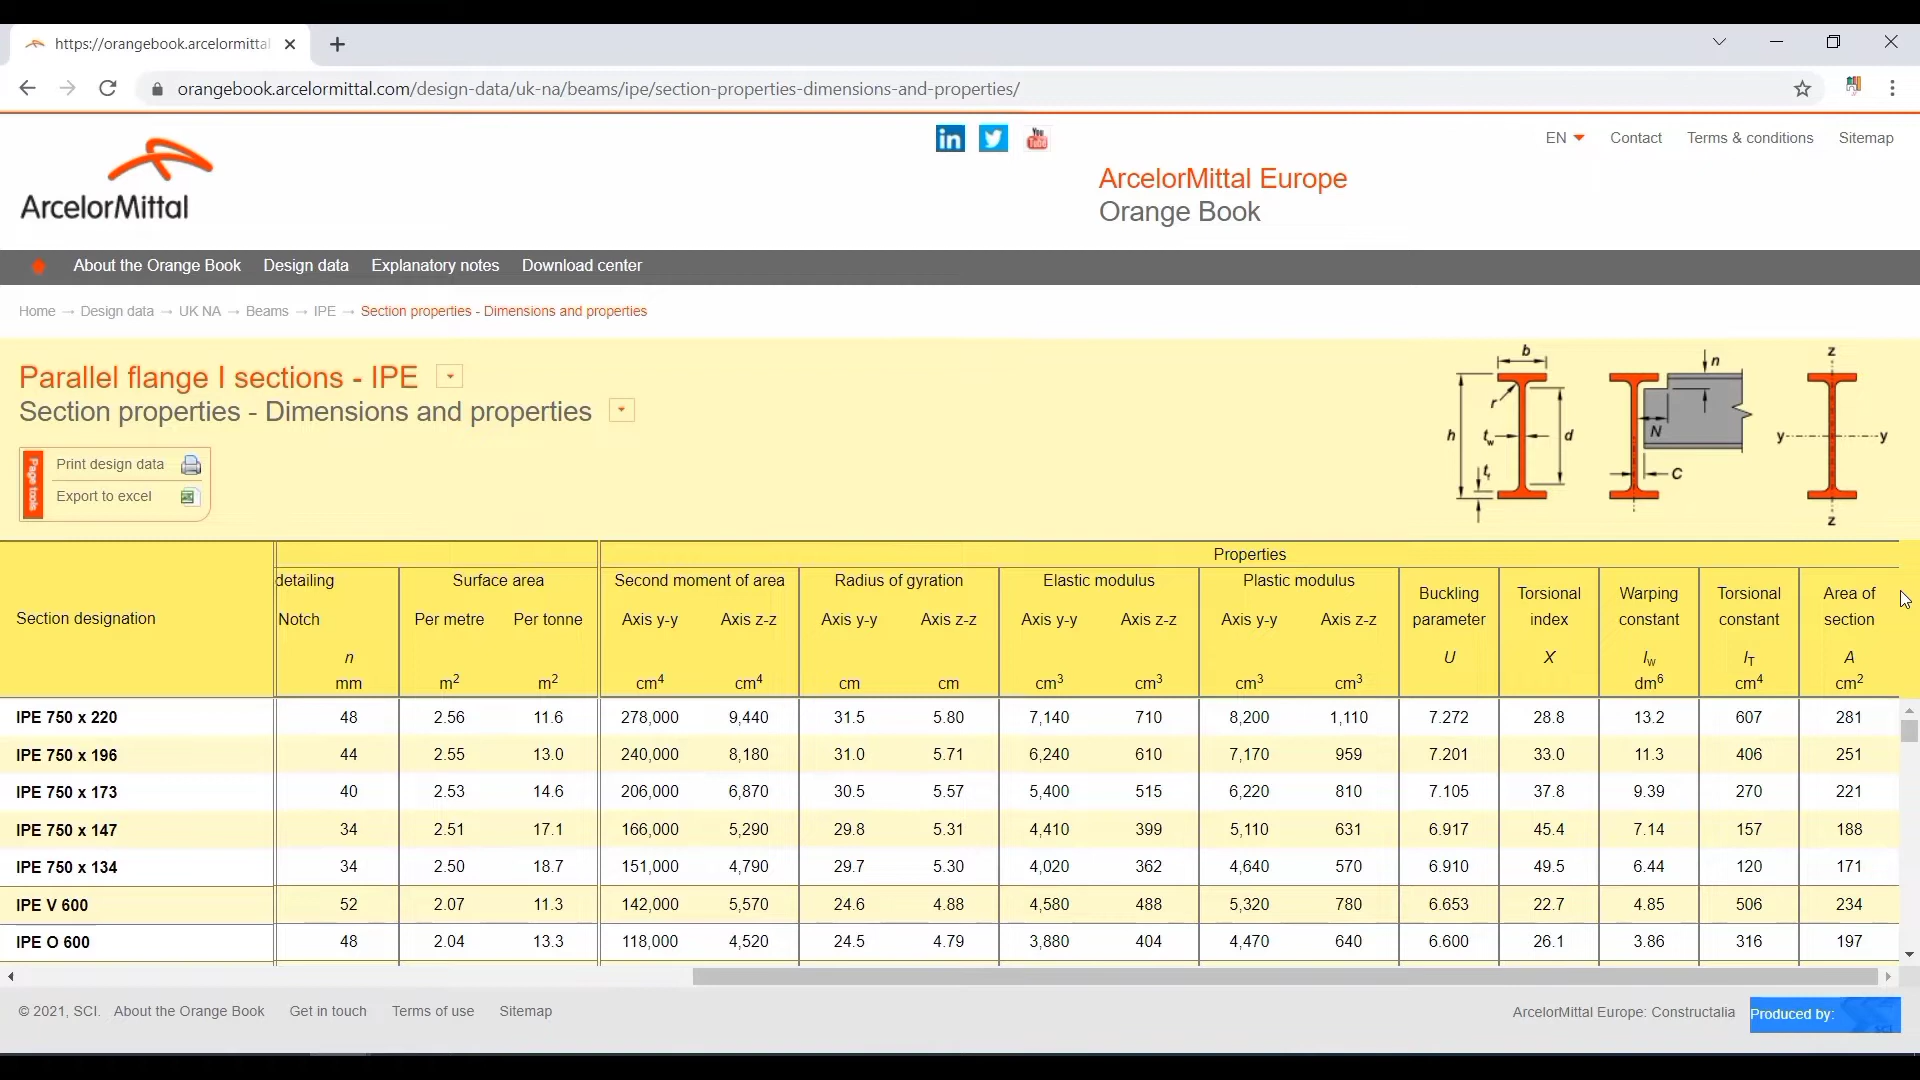 https://orangebook.arcelormittal
orangebook.arcelormittal.com/design-data/uk-na/beams/ipe/section-properties-dimensions-and-properties/
ArcelorMittal
in
You Tube
EN Contact Terms & conditions Sitemap
ArcelorMittal Europe
Orange Book
About the Orange Book Design data Explanatory notes Download center
Home → Design data → UK NA → Beams → IPE → Section properties - Dimensions and properties
Parallel flange I sections - IPE
Section properties - Dimensions and properties
Page tools
Print design data
Export to excel
b
r
h
tw
d
tf
n
N
C
z
y y
z
Properties
detailing Surface area Second moment of area Radius of gyration Elastic modulus Plastic modulus Buckling parameter Torsional index Warping constant Torsional constant Area of section
Section designation Notch Per metre Per tonne Axis y-y Axis z-z Axis y-y Axis z-z Axis y-y Axis z-z Axis y-y Axis z-z
n U X Iw IT A
mm m2 m2 cm4 cm4 cm cm cm3 cm3 cm3 cm3 dm6 cm4 cm2
IPE 750 x 220 48 2.56 11.6 278,000 9,440 31.5 5.80 7,140 710 8,200 1,110 7.272 28.8 13.2 607 281
IPE 750 x 196 44 2.55 13.0 240,000 8,180 31.0 5.71 6,240 610 7,170 959 7.201 33.0 11.3 406 251
IPE 750 x 173 40 2.53 14.6 206,000 6,870 30.5 5.57 5,400 515 6,220 810 7.105 37.8 9.39 270 221
IPE 750 x 147 34 2.51 17.1 166,000 5,290 29.8 5.31 4,410 399 5,110 631 6.917 45.4 7.14 157 188
IPE 750 x 134 34 2.50 18.7 151,000 4,790 29.7 5.30 4,020 362 4,640 570 6.910 49.5 6.44 120 171
IPE V 600 52 2.07 11.3 142,000 5,570 24.6 4.88 4,580 488 5,320 780 6.653 22.7 4.85 506 234
IPE O 600 48 2.04 13.3 118,000 4,520 24.5 4.79 3,880 404 4,470 640 6.600 26.1 3.86 316 197
© 2021, SCI. About the Orange Book Get in touch Terms of use Sitemap
ArcelorMittal Europe: Constructalia Produced by: SCI